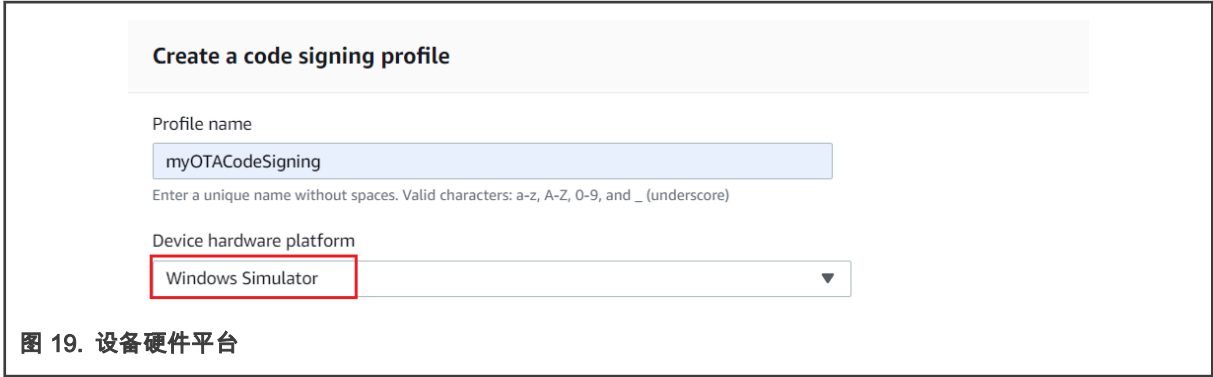 Create a code signing profile
Profile name
myOTACodeSigning
Enter a unique name without spaces. Valid characters: a-z, A-Z, 0-9, and _ (underscore)
Device hardware platform
Windows Simulator
图 19. 设备硬件平台